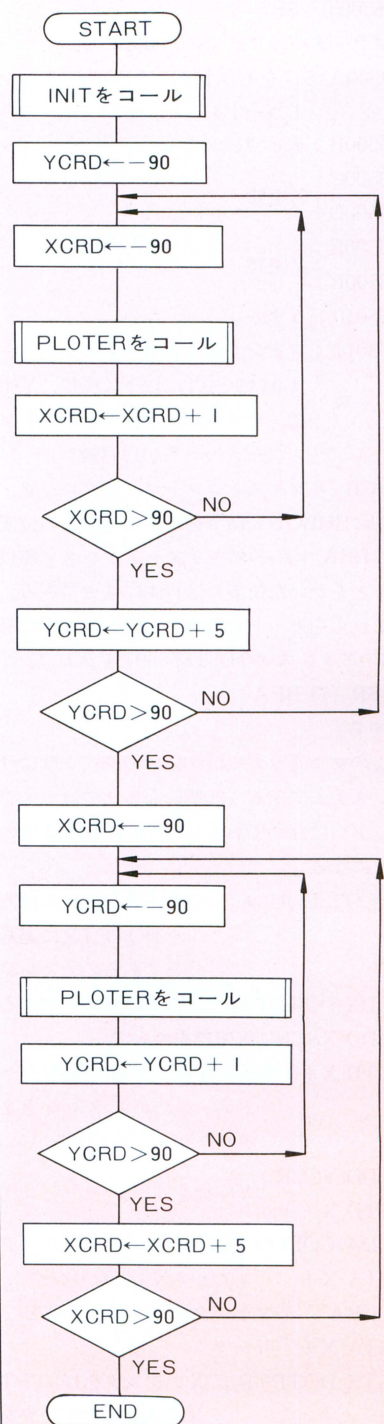 START
INITをコール
YCRD←−90
XCRD←−90
PLOTERをコール
XCRD←XCRD+1
XCRD>90
NO
YES
YCRD←YCRD+5
YCRD>90
NO
YES
XCRD←−90
YCRD←−90
PLOTERをコール
YCRD←YCRD+1
YCRD>90
NO
YES
XCRD←XCRD+5
XCRD>90
NO
YES
END